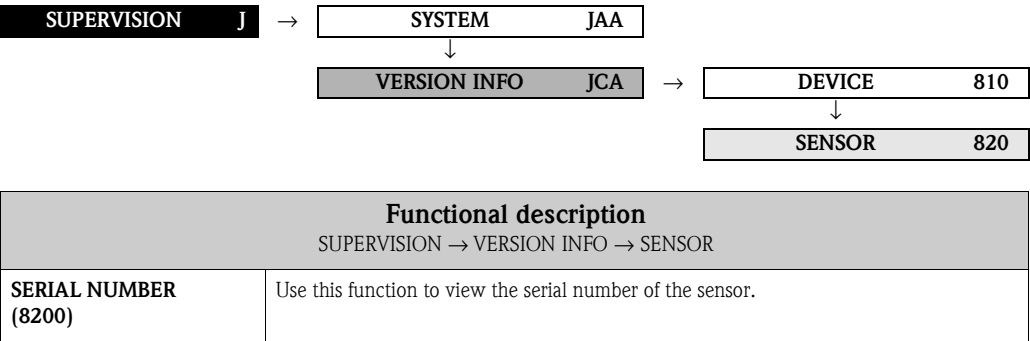 SUPERVISION J → SYSTEM JAA
↓
VERSION INFO JCA → DEVICE 810
↓
SENSOR 820
Functional description
SUPERVISION → VERSION INFO → SENSOR
SERIAL NUMBER
(8200)
Use this function to view the serial number of the sensor.